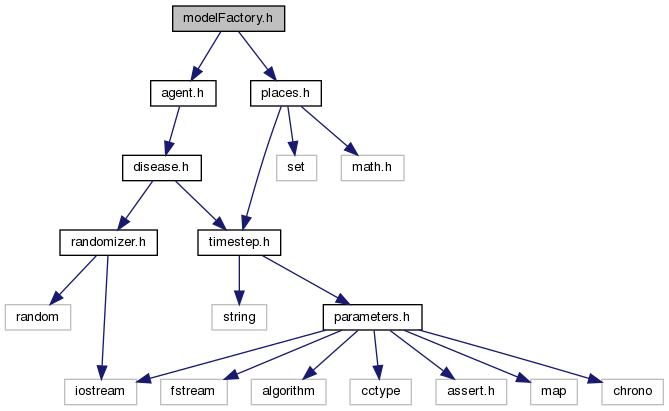 modelFactory.h
agent.h
places.h
disease.h
set
math.h
randomizer.h
timestep.h
random
string
parameters.h
iostream
fstream
algorithm
cctype
assert.h
map
chrono